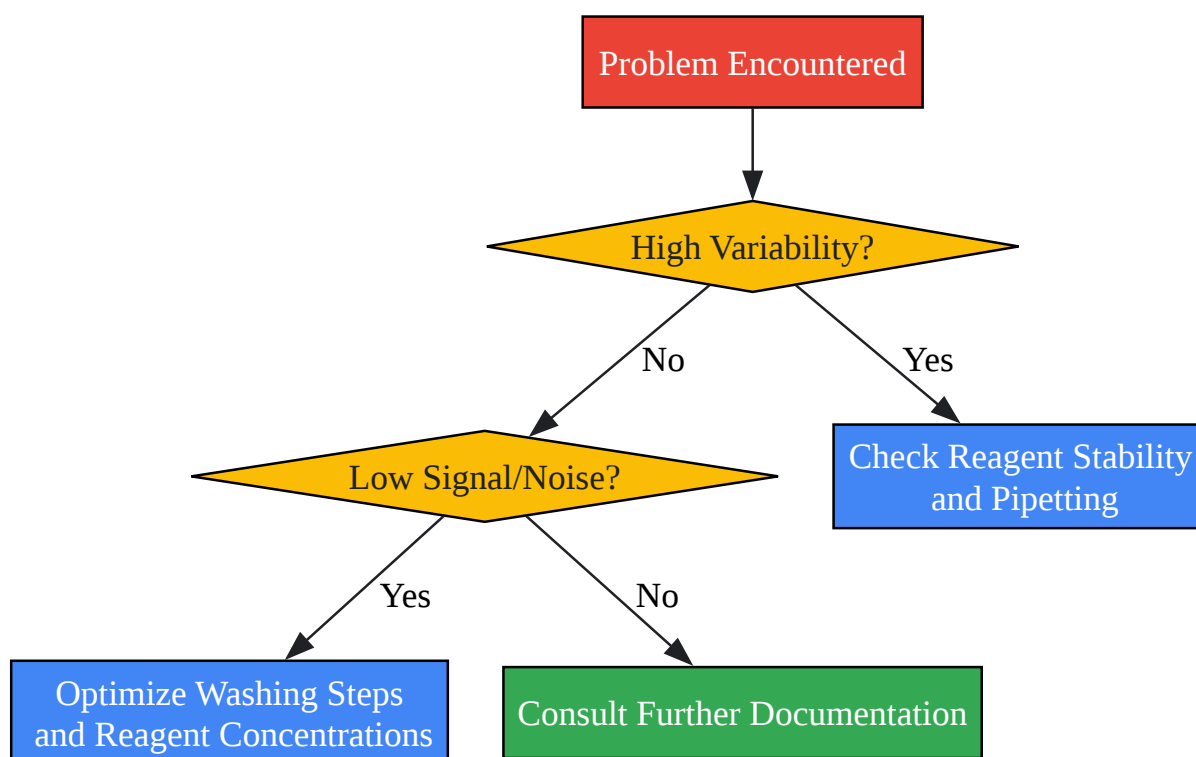 Problem Encountered
High Variability?
No
Yes
Low Signal/Noise?
Check Reagent Stability
and Pipetting
Yes
No
Optimize Washing Steps
and Reagent Concentrations
Consult Further Documentation